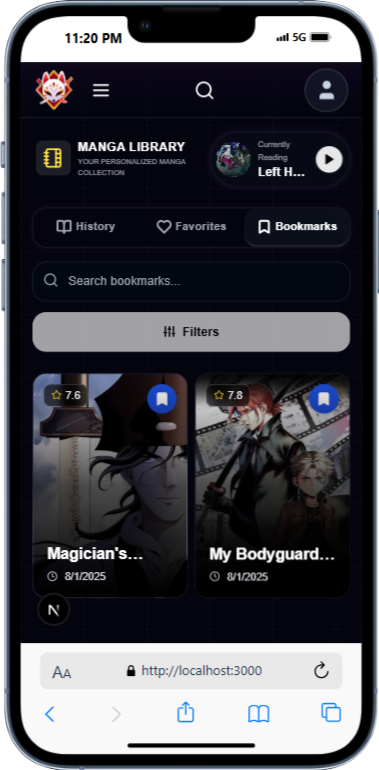 11:20 PM
5G
MANGA LIBRARY
YOUR PERSONALIZED MANGA
COLLECTION
Currently
Reading
Left H...
History
Favorites
Bookmarks
Search bookmarks...
Filters
7.6
7.8
Magician's...
My Bodyguard...
8/1/2025
8/1/2025
N
AA
http://localhost:3000